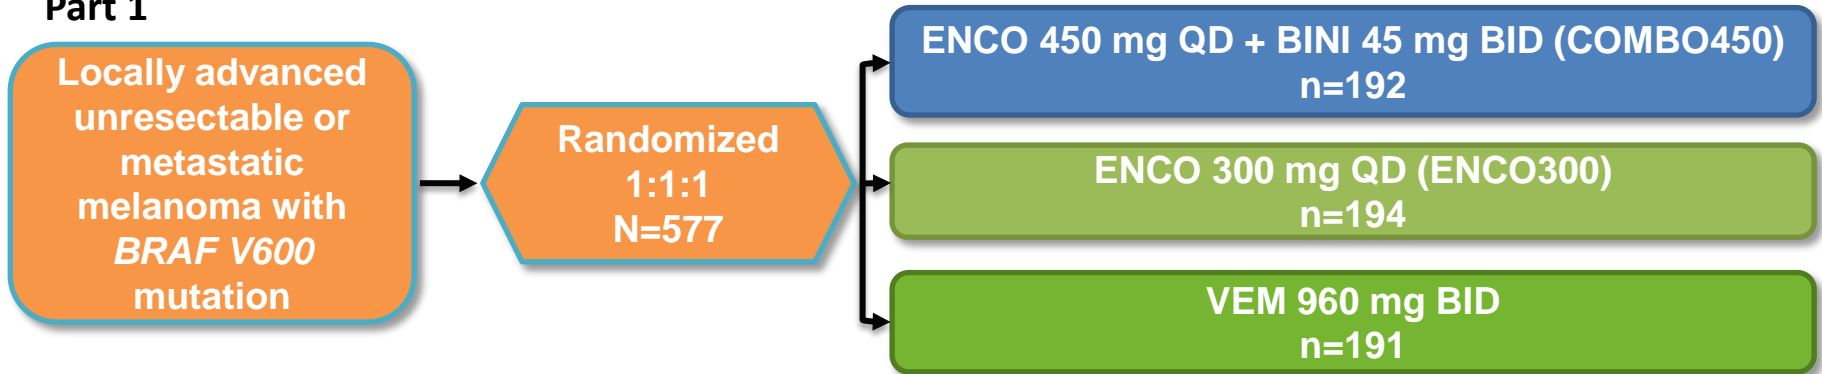 Part 1
Locally advanced
unresectable or
metastatic
melanoma with
BRAF V600
mutation
Randomized
1:1:1
N=577
ENCO 450 mg QD + BINI 45 mg BID (COMBO450)
n=192
ENCO 300 mg QD (ENCO300)
n=194
VEM 960 mg BID
n=191